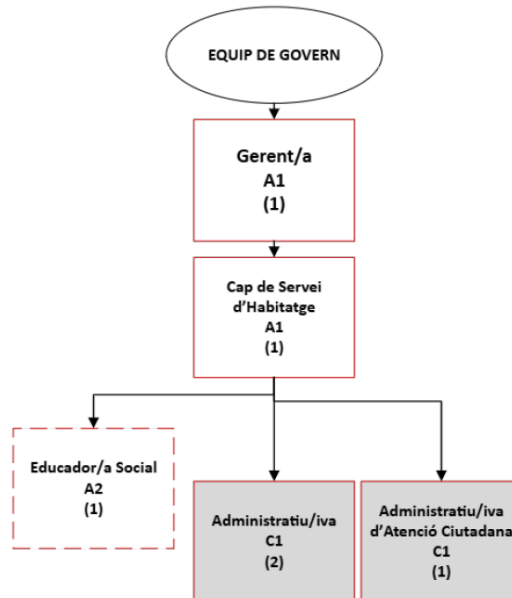 EQUIP DE GOVERN
Gerent/a
A1
(1)
Cap de Servei
d'Habitatge
A1
(1)
Educador/a Social
A2
(1)
Administratiu/iva
C1
(2)
Administratiu/iva
d'Atenció Ciutadana
C1
(1)